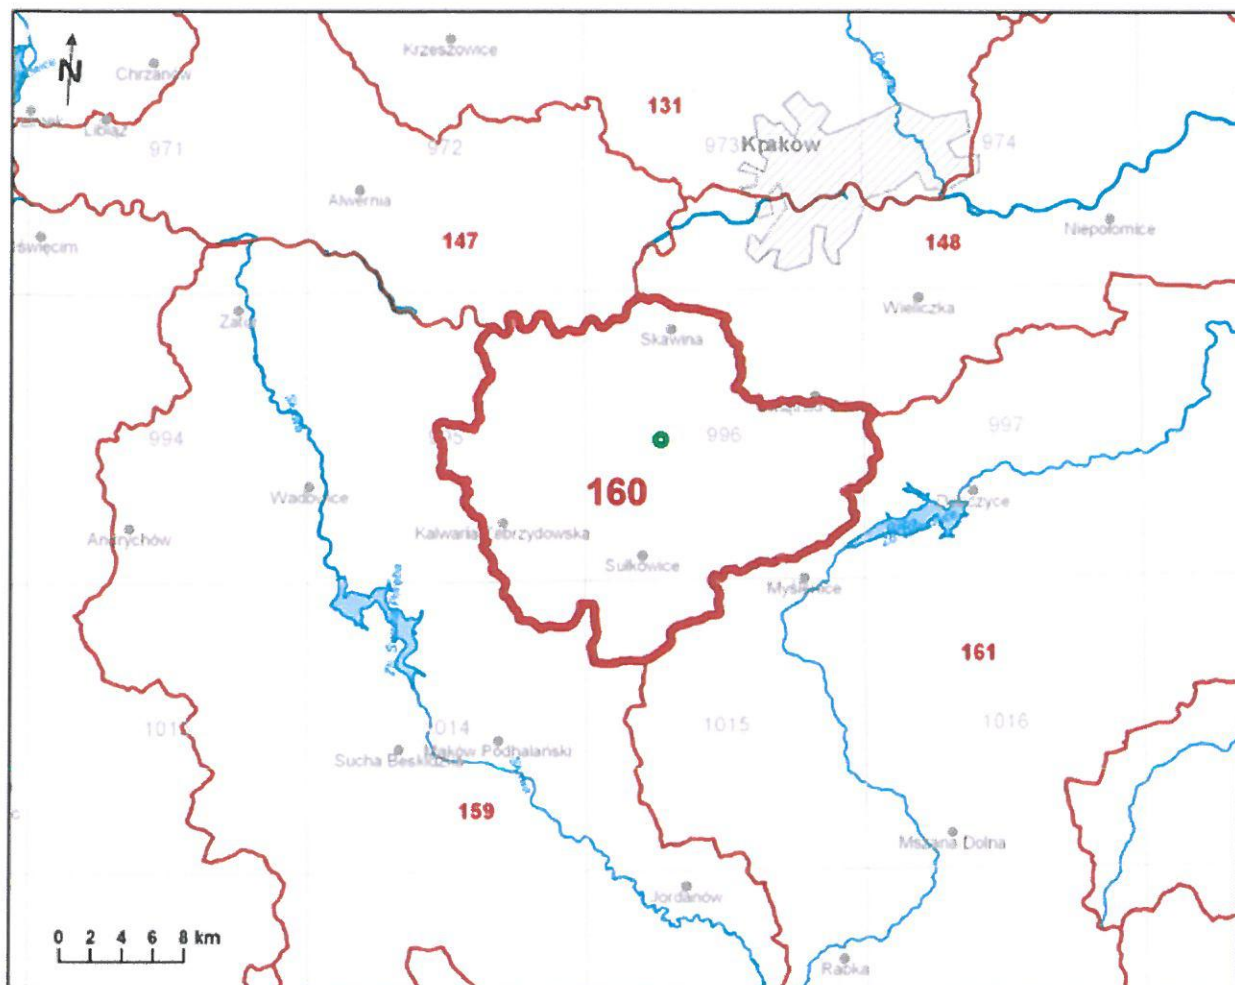 N
Krzeszowice
Chrzanów
Libiąż
131
971
972
973
Kraków
974
Alwernia
święcim
147
148
Niepołomice
Wieliczka
Zator
Skawina
994
995
996
997
Wadowice
160
Andrychów
Kalwaria Zebrzydowska
Sułkowice
Myślenice
161
1014
1015
1016
Maków Podhalański
Sucha Beskidzka
159
Mszana Dolna
Jordanów
0 2 4 6 8 km
Rabka